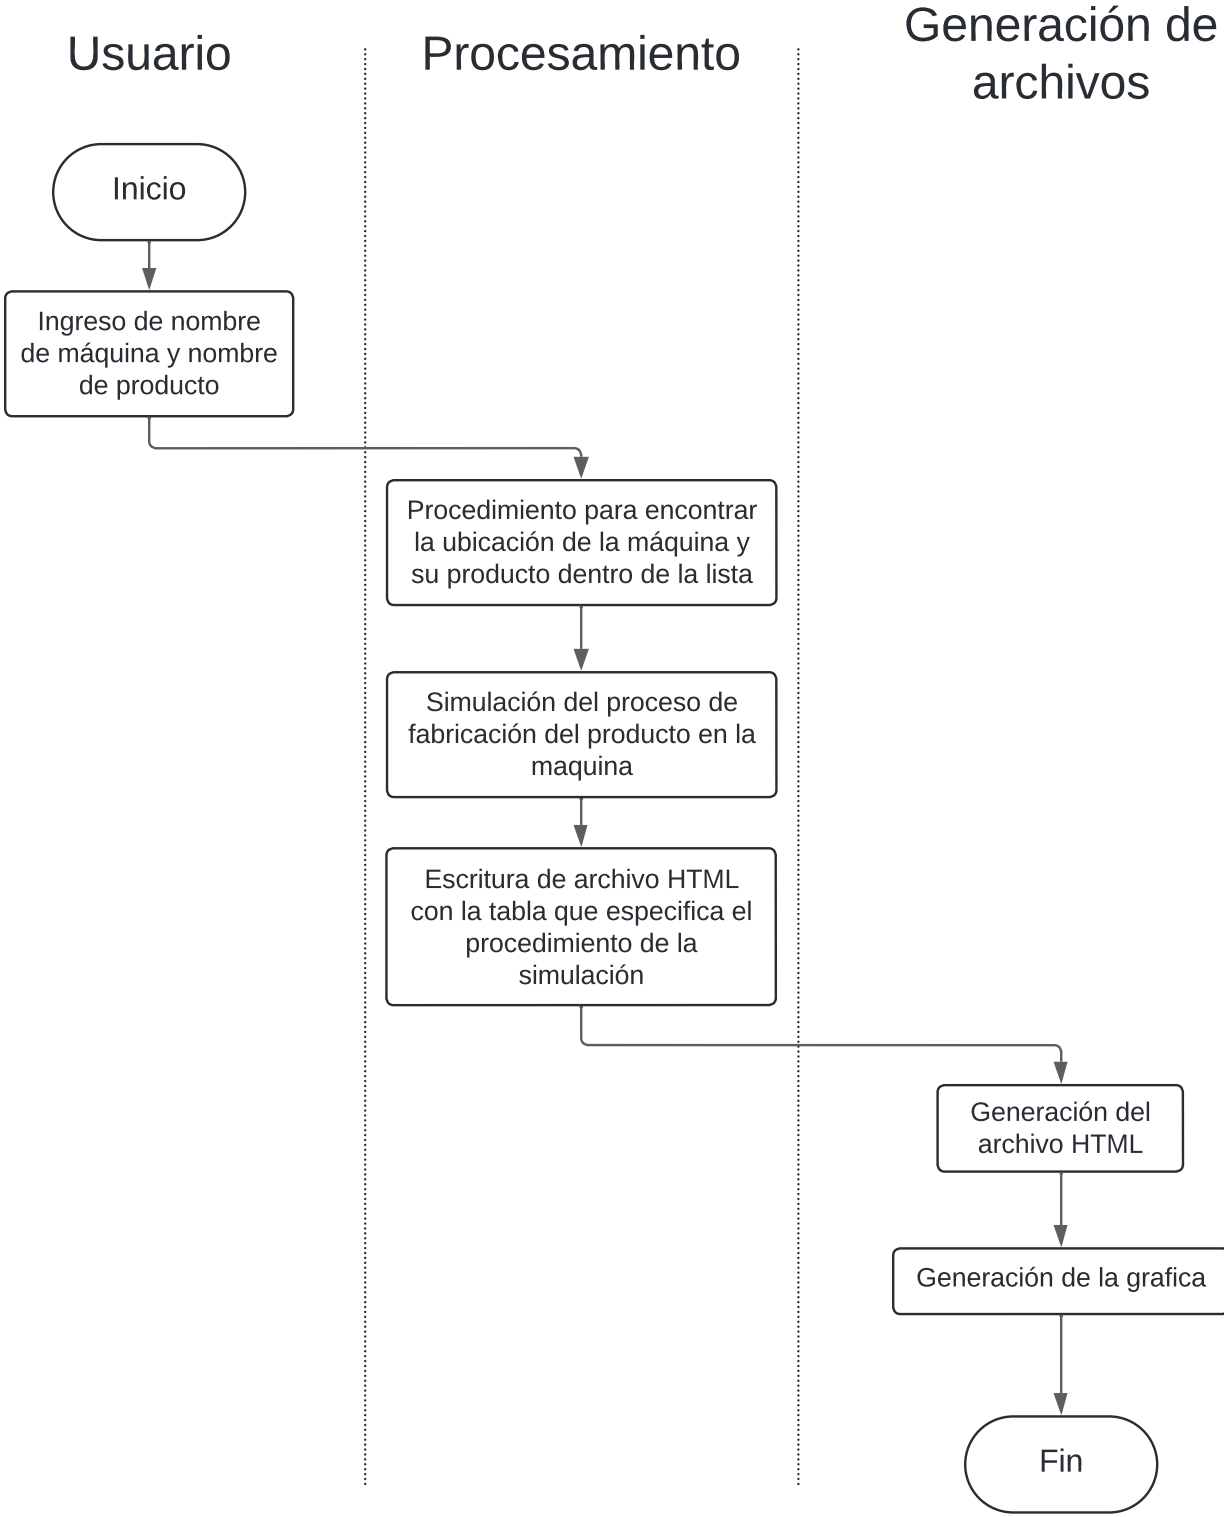 Usuario
Procesamiento
Generación de
archivos
Inicio
Ingreso de nombre
de máquina y nombre
de producto
Procedimiento para encontrar
la ubicación de la máquina y
su producto dentro de la lista
Simulación del proceso de
fabricación del producto en la
maquina
Escritura de archivo HTML
con la tabla que especifica el
procedimiento de la
simulación
Generación del
archivo HTML
Generación de la grafica
Fin